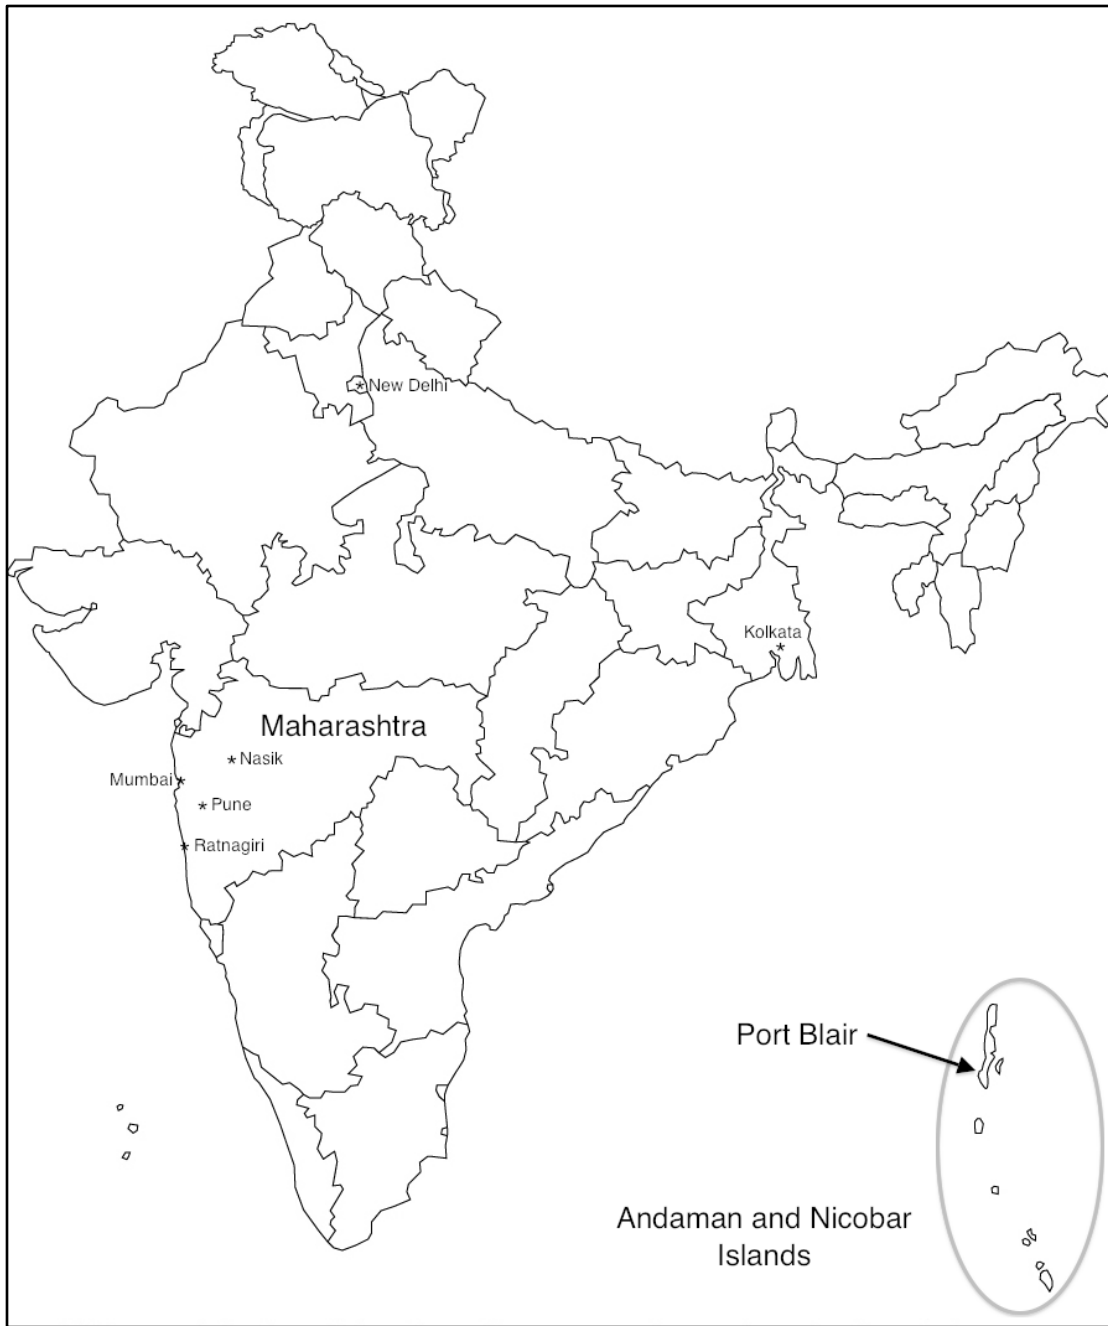 New Delhi
Kolkata
Maharashtra
Nasik
Mumbai
Pune
Ratnagiri
Port Blair
Andaman and Nicobar
Islands